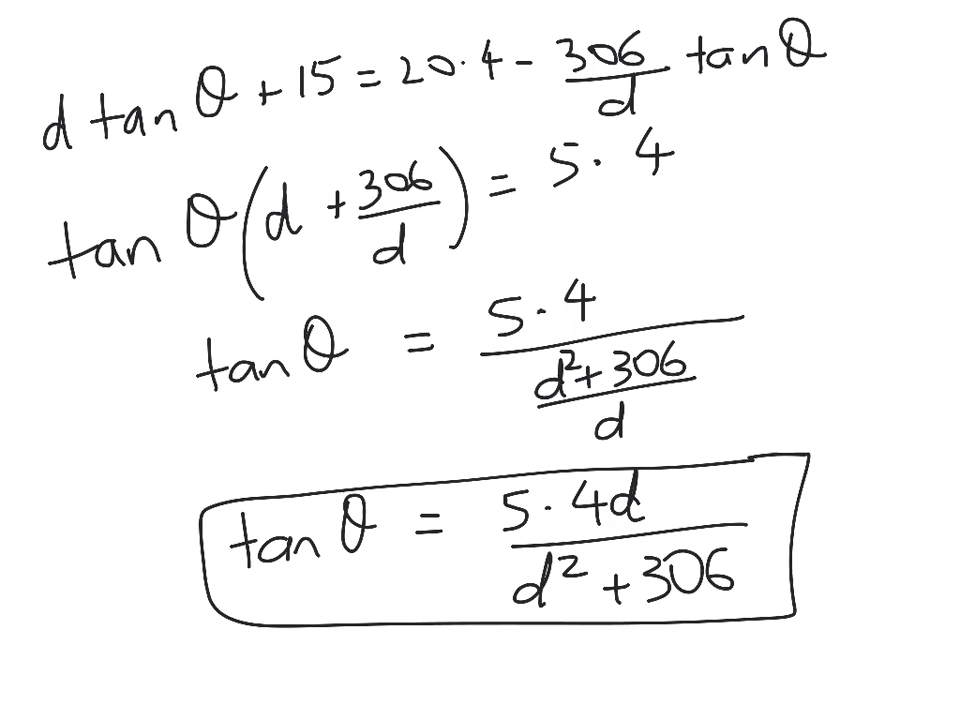 d tan θ + 15 = 20.4 - 306/d tan θ
tan θ (d + 306/d) = 5.4
tan θ = 5.4/((d² + 306)/d)
tan θ = 5.4d/(d² + 306)